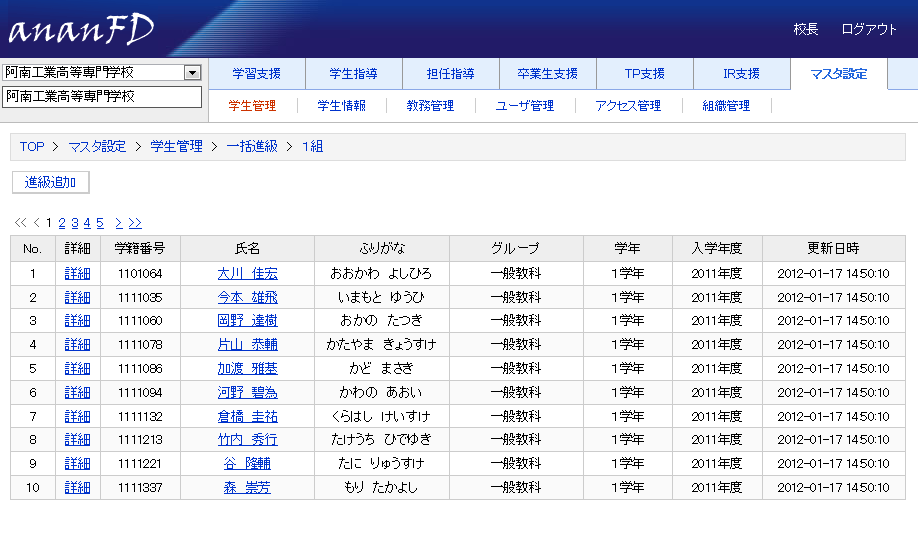 ananFD
校長 ログアウト
阿南工業高等専門学校
学習支援 学生指導 担任指導 卒業生支援 TP支援 IR支援 マスタ設定
阿南工業高等専門学校
学生管理 学生情報 教務管理 ユーザ管理 アクセス管理 組織管理
TOP > マスタ設定 > 学生管理 > 一括進級 > 1組
進級追加
<< < 1 2 3 4 5 > >>
No. 詳細 学籍番号 氏名 ふりがな グループ 学年 入学年度 更新日時
1 詳細 1101064 大川 佳宏 おおかわ よしひろ 一般教科 1学年 2011年度 2012-01-17 14:50:10
2 詳細 1111035 今本 雄飛 いまもと ゆうひ 一般教科 1学年 2011年度 2012-01-17 14:50:10
3 詳細 1111060 岡野 達樹 おかの たつき 一般教科 1学年 2011年度 2012-01-17 14:50:10
4 詳細 1111078 片山 恭輔 かたやま きょうすけ 一般教科 1学年 2011年度 2012-01-17 14:50:10
5 詳細 1111086 加渡 雅基 かど まさき 一般教科 1学年 2011年度 2012-01-17 14:50:10
6 詳細 1111094 河野 碧為 かわの あおい 一般教科 1学年 2011年度 2012-01-17 14:50:10
7 詳細 1111132 倉橋 圭祐 くらはし けいすけ 一般教科 1学年 2011年度 2012-01-17 14:50:10
8 詳細 1111213 竹内 秀行 たけうち ひでゆき 一般教科 1学年 2011年度 2012-01-17 14:50:10
9 詳細 1111221 谷 隆輔 たに りゅうすけ 一般教科 1学年 2011年度 2012-01-17 14:50:10
10 詳細 1111337 森 崇芳 もり たかよし 一般教科 1学年 2011年度 2012-01-17 14:50:10